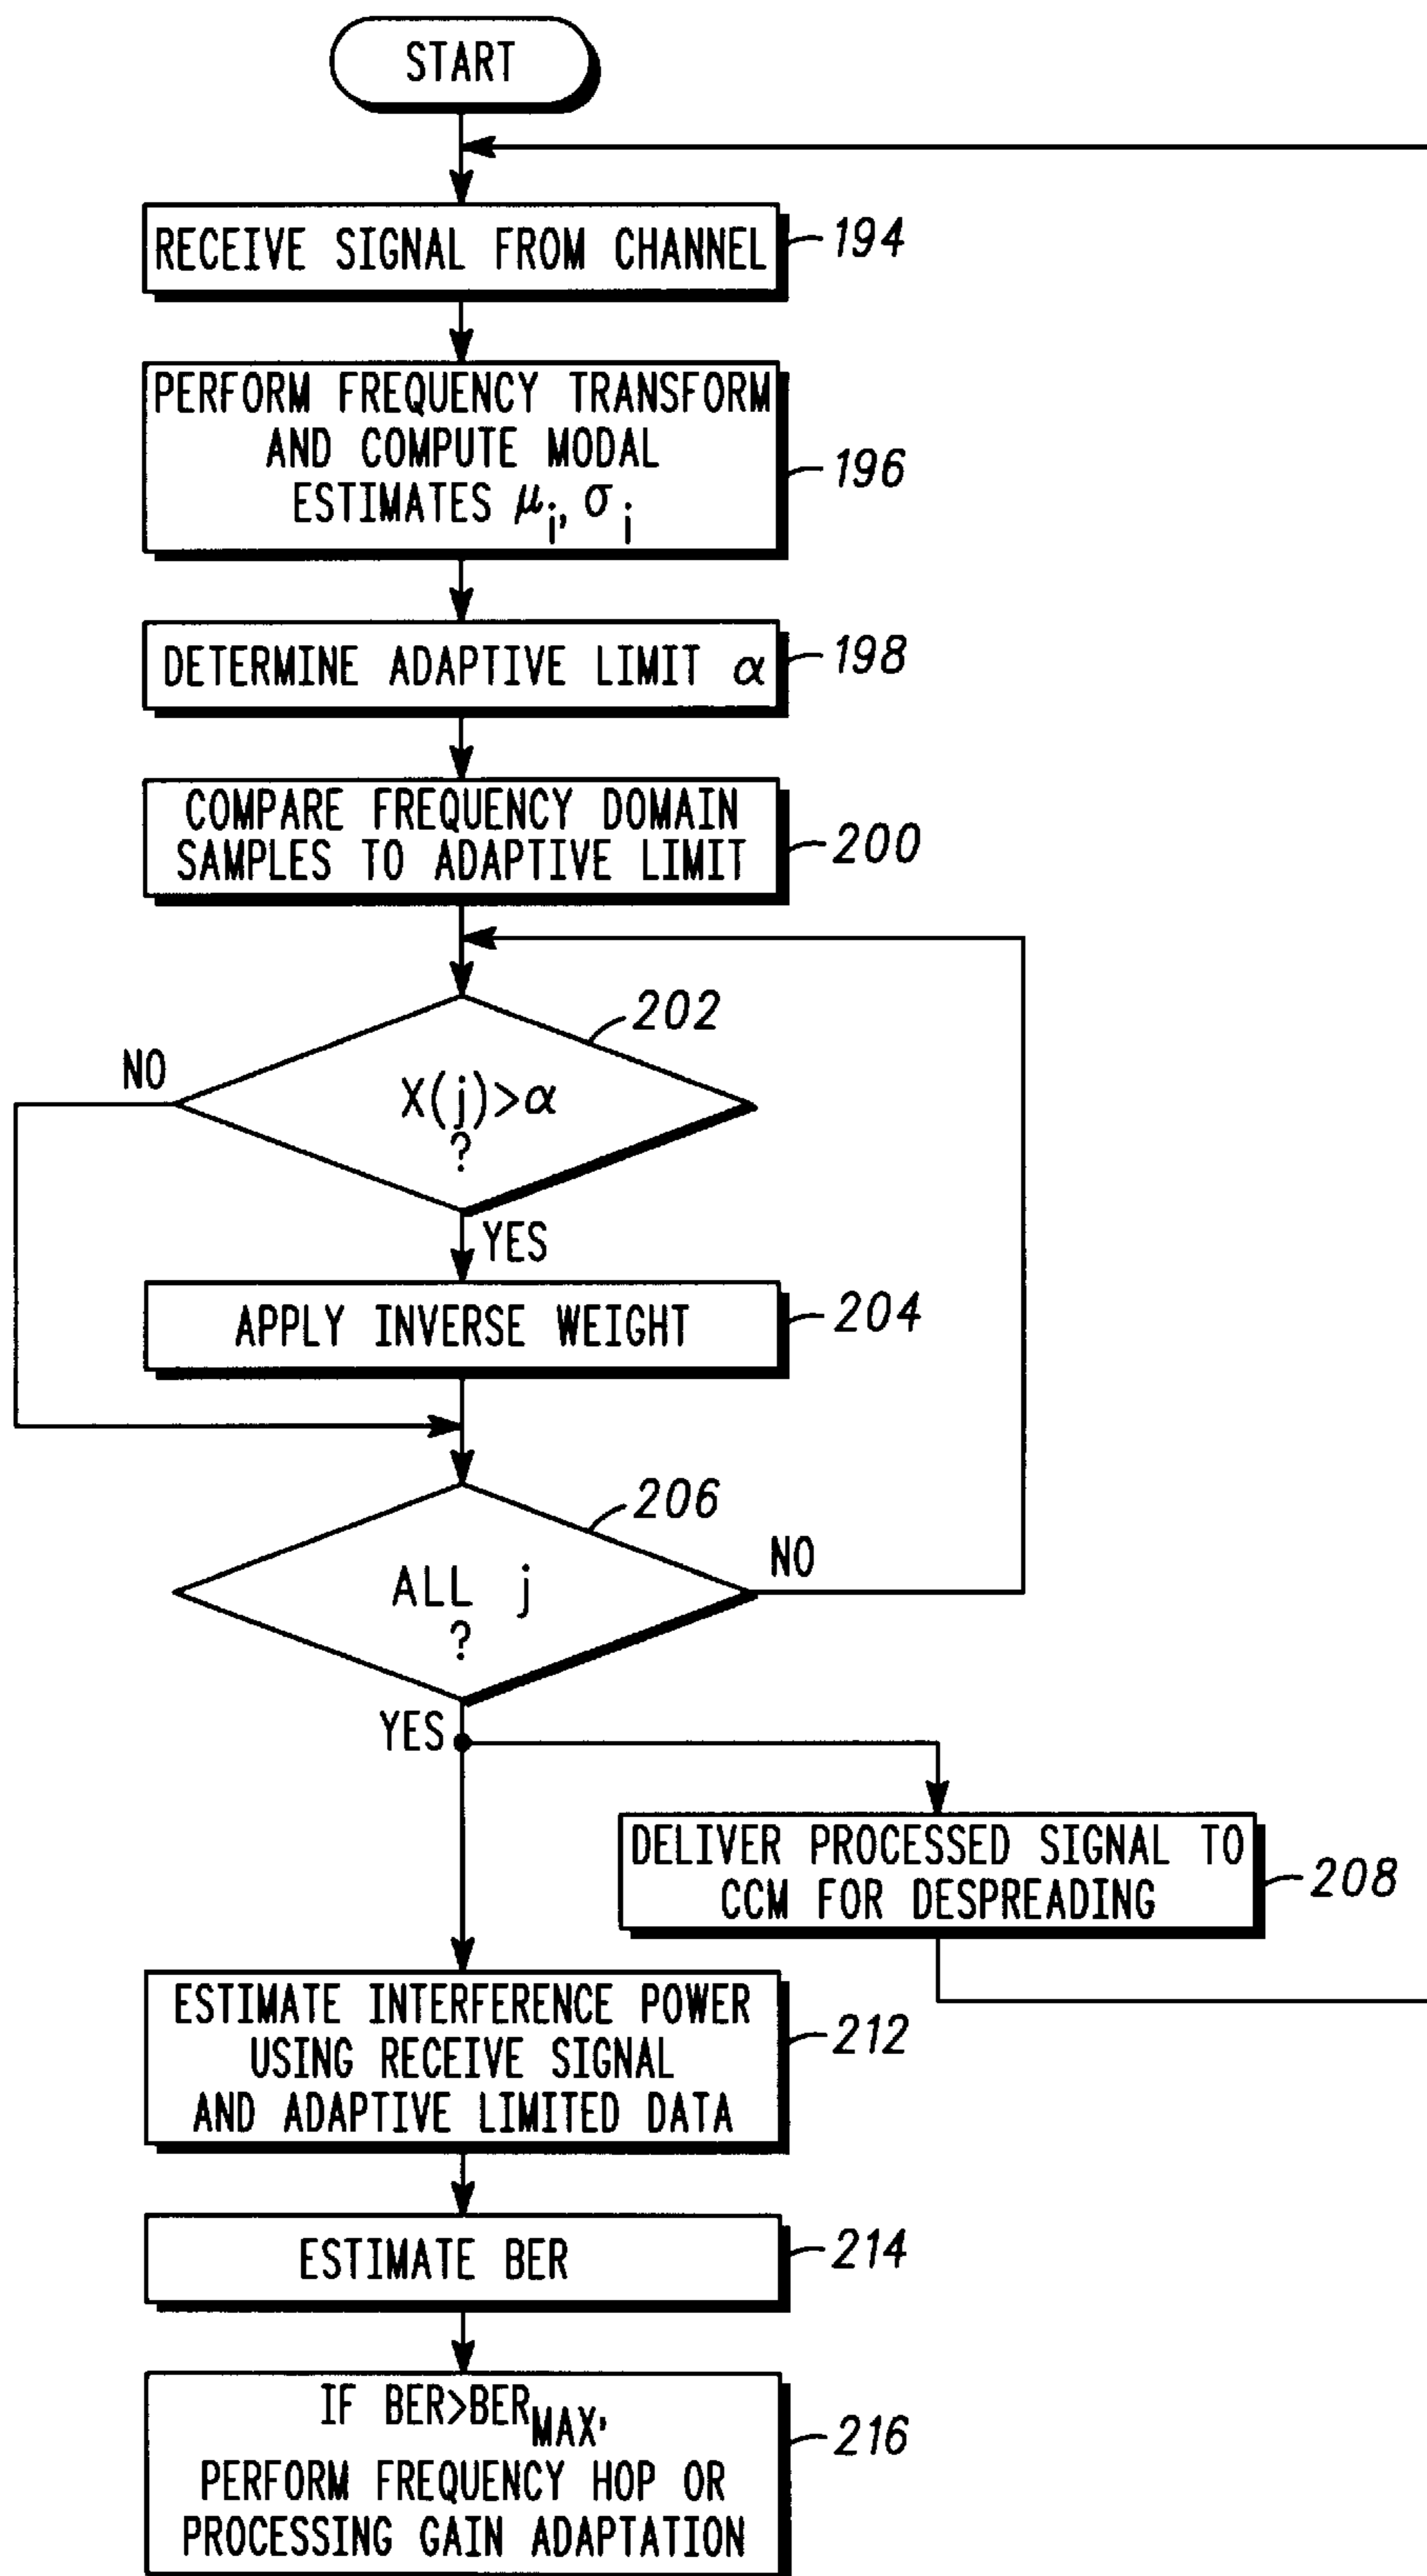 START
RECEIVE SIGNAL FROM CHANNEL
194
PERFORM FREQUENCY TRANSFORM
AND COMPUTE MODAL
ESTIMATES μi, σi
196
DETERMINE ADAPTIVE LIMIT α
198
COMPARE FREQUENCY DOMAIN
SAMPLES TO ADAPTIVE LIMIT
200
202
NO
X(j)>α
?
YES
APPLY INVERSE WEIGHT
204
206
ALL j
?
NO
YES
DELIVER PROCESSED SIGNAL TO
CCM FOR DESPREADING
208
ESTIMATE INTERFERENCE POWER
USING RECEIVE SIGNAL
AND ADAPTIVE LIMITED DATA
212
ESTIMATE BER
214
IF BER>BERMAX,
PERFORM FREQUENCY HOP OR
PROCESSING GAIN ADAPTATION
216